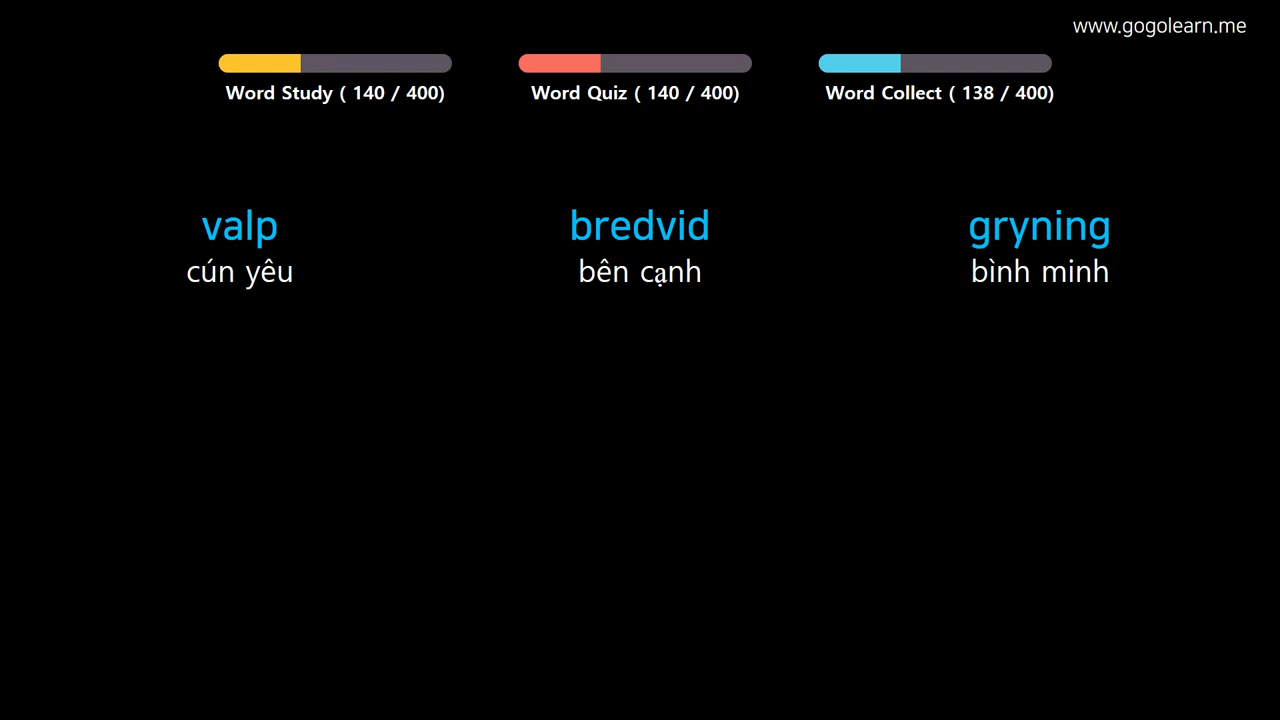 www.gogolearn.me
Word Study ( 140 / 400)
Word Quiz ( 140 / 400)
Word Collect ( 138 / 400)
valp
cún yêu
bredvid
bên cạnh
gryning
bình minh